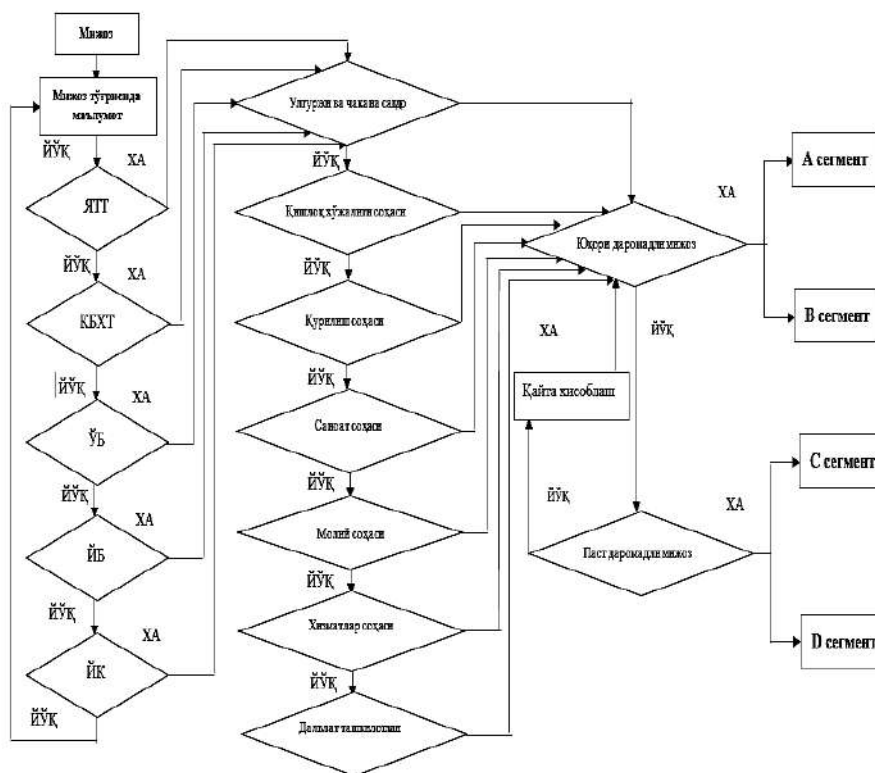 Мижоз
Мижоз тўғрисида
маълумот
ЙЎҚ
ХА
ЯТТ
ЙЎҚ
ХА
КБХТ
ЙЎҚ
ХА
ЎБ
ЙЎҚ
ХА
ЙБ
ЙЎҚ
ХА
ЙК
ЙЎҚ
Улгуржи ва чакана савдо
ЙЎҚ
Қишлоқ хўжалиги соҳаси
ЙЎҚ
Қурилиш соҳаси
ЙЎҚ
Саноат соҳаси
ЙЎҚ
Молий соҳаси
ЙЎҚ
Хизматлар соҳаси
ЙЎҚ
Давлат ташкилотлари
Юқори даромадли мижоз
ХА
ЙЎҚ
ХА
Қайта хисоблаш
ЙЎҚ
Паст даромадли мижоз
ХА
А сегмент
В сегмент
С сегмент
D сегмент